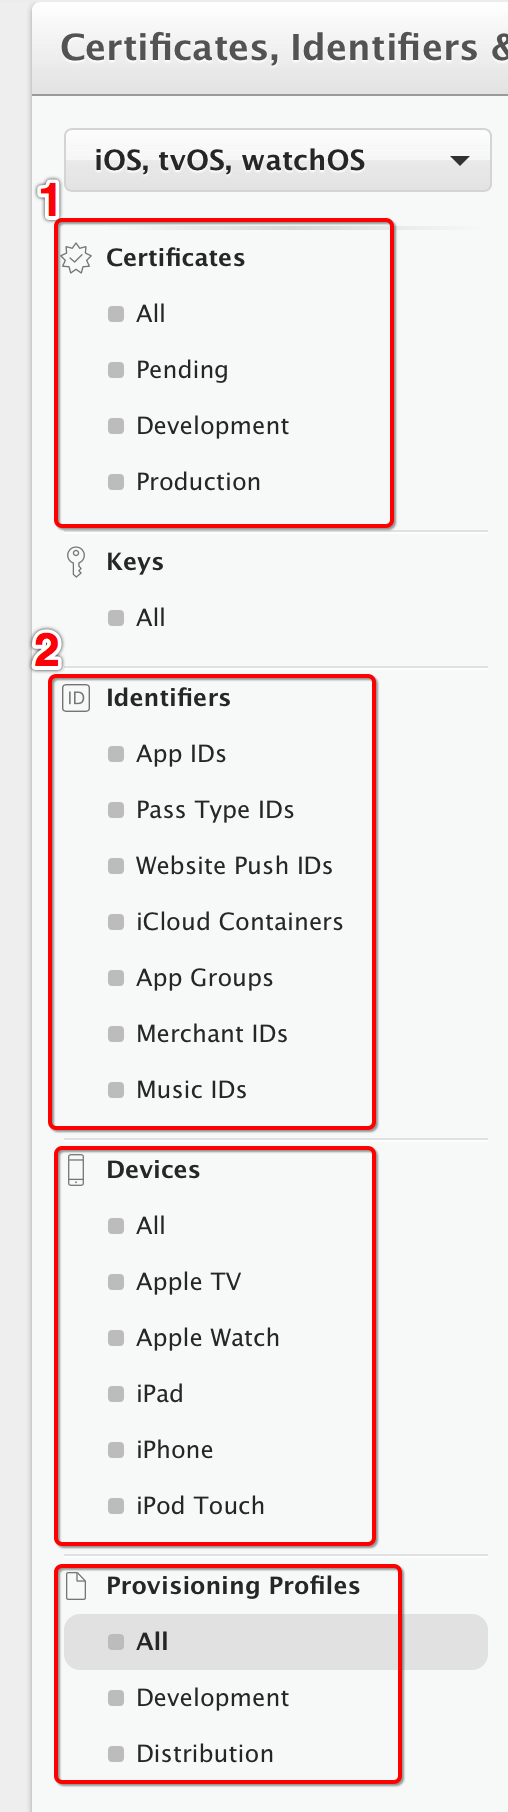 Certificates, Identifiers &
iOS, tvOS, watchOS
1
Certificates
All
Pending
Development
Production
Keys
All
2
ID Identifiers
App IDs
Pass Type IDs
Website Push IDs
iCloud Containers
App Groups
Merchant IDs
Music IDs
Devices
All
Apple TV
Apple Watch
iPad
iPhone
iPod Touch
Provisioning Profiles
All
Development
Distribution